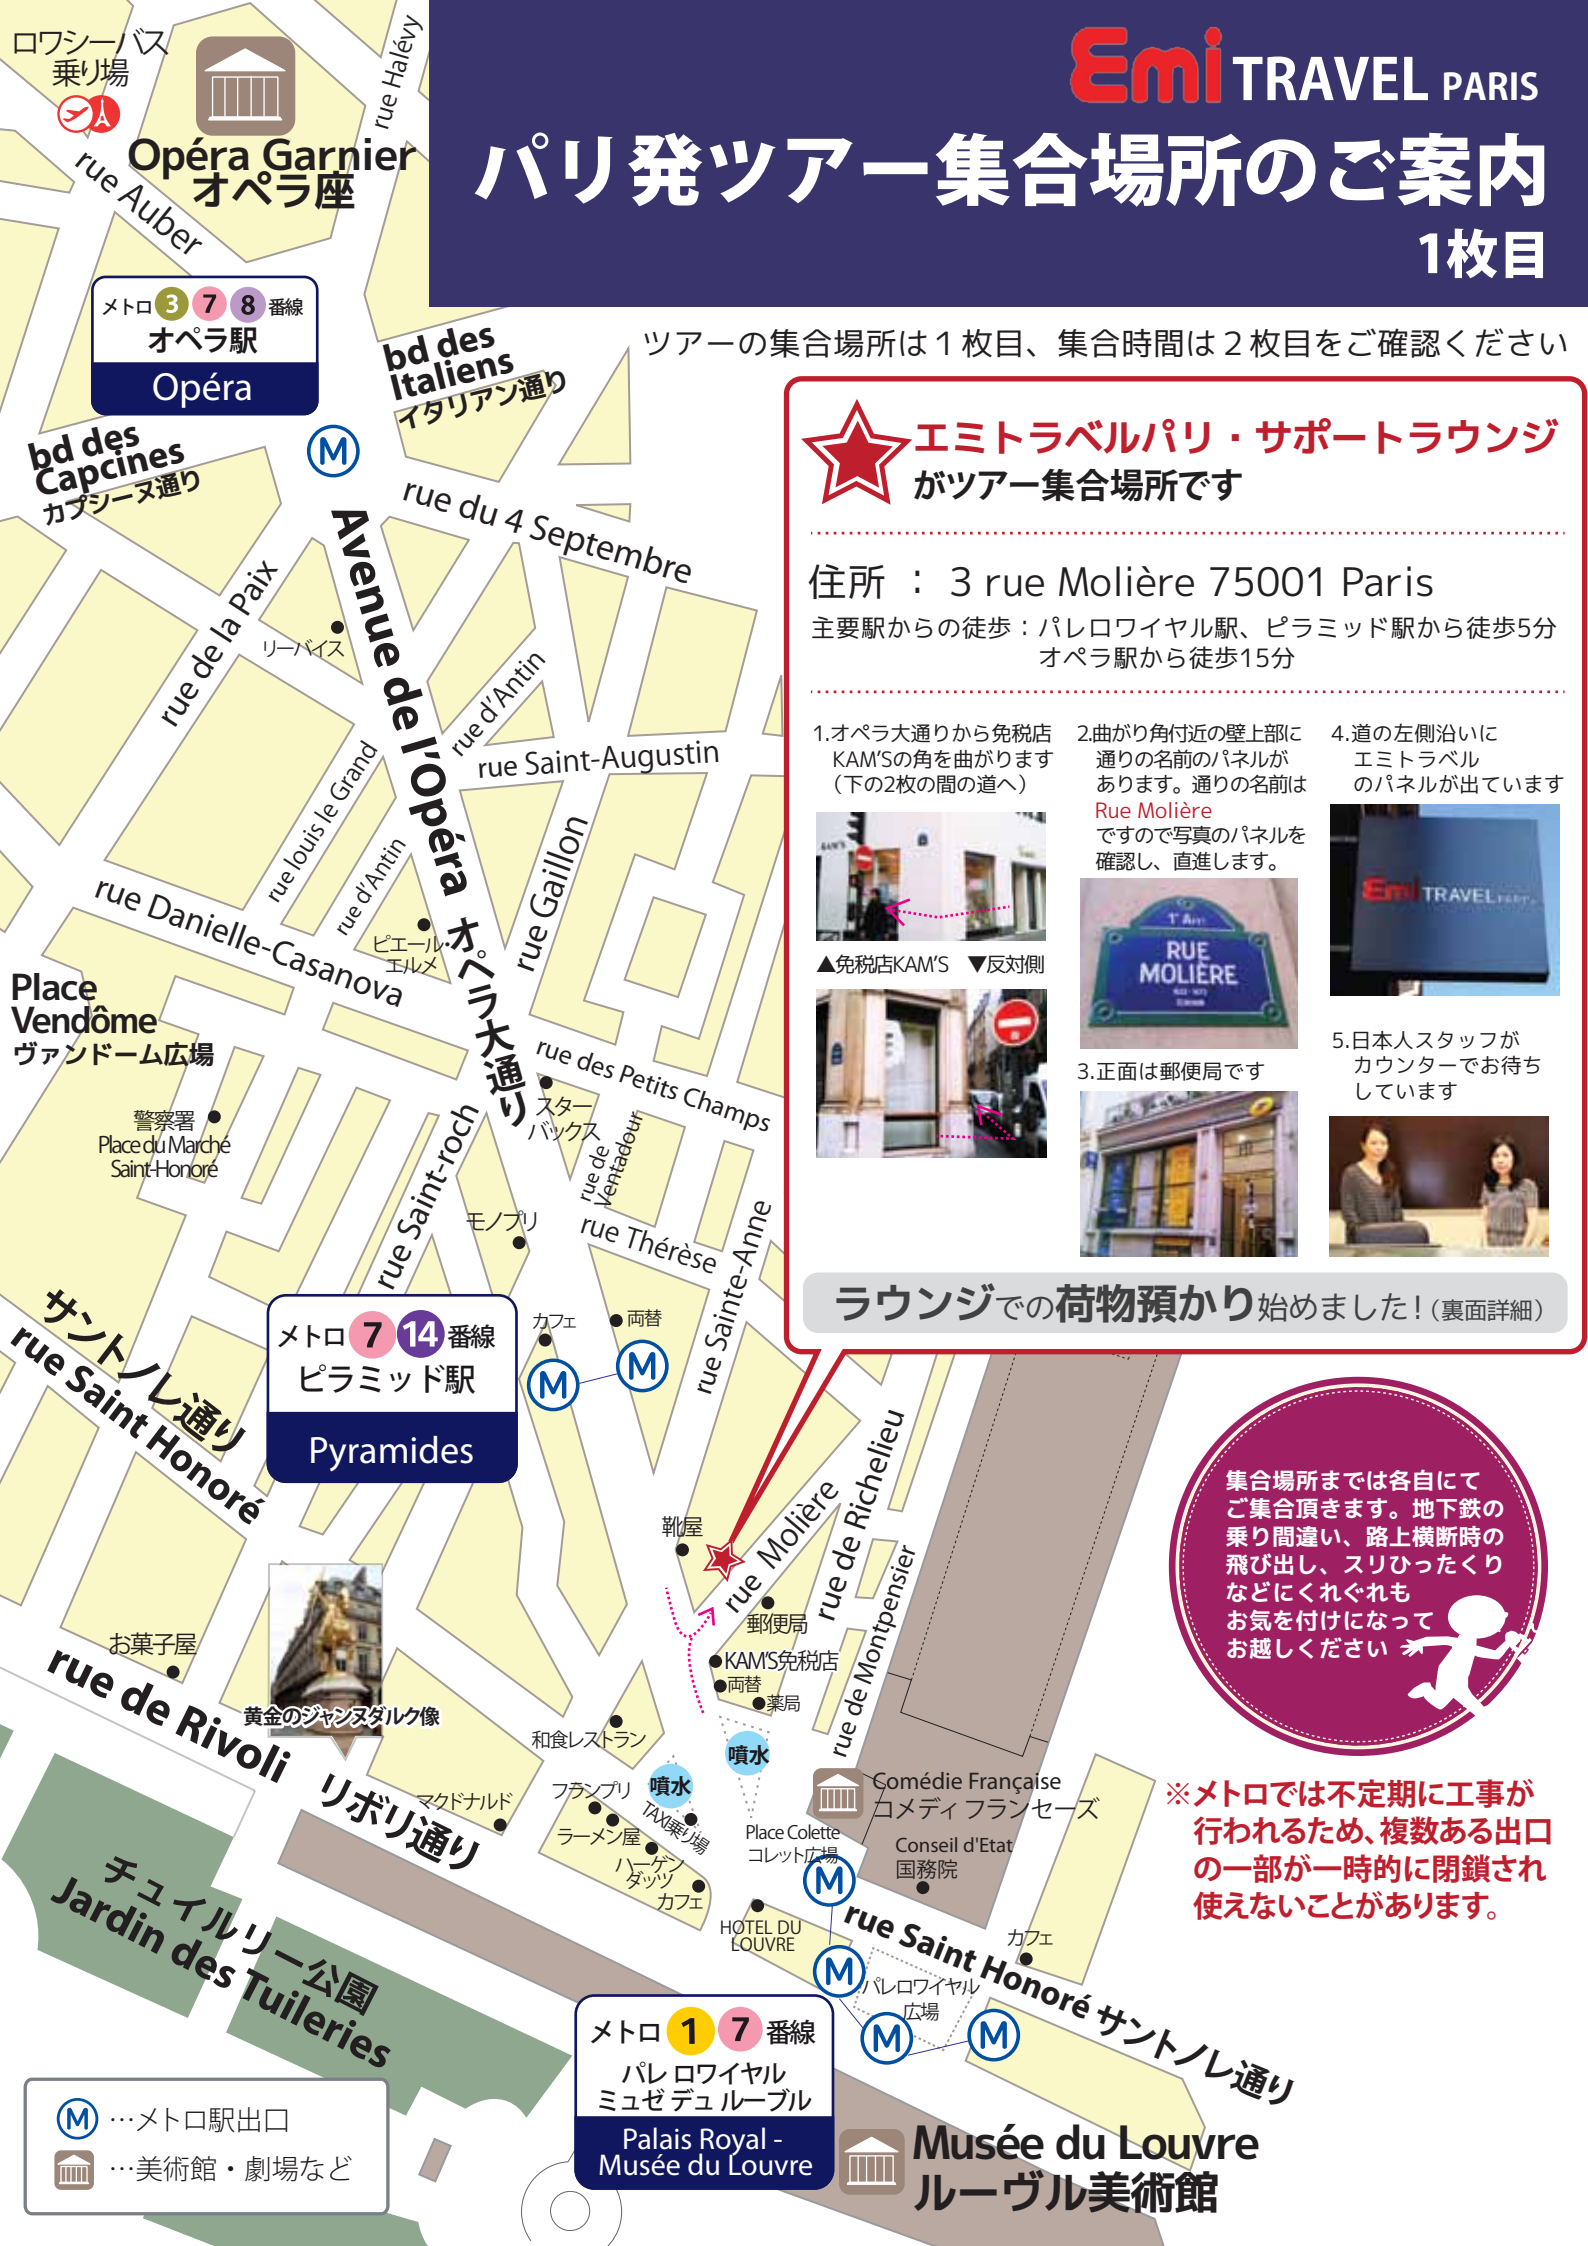 Emi TRAVEL PARIS
パリ発ツアー集合場所のご案内
1枚目
ツアーの集合場所は１枚目、集合時間は２枚目をご確認ください
エミトラベルパリ・サポートラウンジ
がツアー集合場所です
住所 ： 3 rue Molière 75001 Paris
主要駅からの徒歩：パレロワイヤル駅、ピラミッド駅から徒歩5分
オペラ駅から徒歩15分
1.オペラ大通りから免税店
KAM'Sの角を曲がります
（下の2枚の間の道へ）
▲免税店KAM'S ▼反対側
2.曲がり角付近の壁上部に
通りの名前のパネルが
あります。通りの名前は
Rue Molière
ですので写真のパネルを
確認し、直進します。
1er Arrt
RUE
MOLIÈRE
3.正面は郵便局です
4.道の左側沿いに
エミトラベル
のパネルが出ています
Emi TRAVEL PARIS
5.日本人スタッフが
カウンターでお待ち
しています
ラウンジでの荷物預かり始めました！（裏面詳細）
集合場所までは各自にて
ご集合頂きます。地下鉄の
乗り間違い、路上横断時の
飛び出し、スリひったくり
などにくれぐれも
お気を付けになって
お越しください
※メトロでは不定期に工事が
行われるため、複数ある出口
の一部が一時的に閉鎖され
使えないことがあります。
ロワシーバス
乗り場
Opéra Garnier
オペラ座
rue Halévy
rue Auber
メトロ 3 7 8 番線
オペラ駅
Opéra
bd des
Italiens
イタリアン通り
bd des
Capcines
カプシーヌ通り
M
rue du 4 Septembre
Avenue de l'Opéra オペラ大通り
rue de la Paix
リーバイス
rue d'Antin
rue Saint-Augustin
rue louis le Grand
rue d'Antin
rue Gaillon
rue Danielle-Casanova
ピエール・
エルメ
Place
Vendôme
ヴァンドーム広場
rue des Petits Champs
スター
バックス
rue de
Ventadour
警察署
Place du Marché
Saint-Honoré
rue Saint-roch
モノプリ
rue Thérèse
rue Sainte-Anne
サントノレ通り
rue Saint Honoré
メトロ 7 14 番線
ピラミッド駅
Pyramides
カフェ
両替
M
M
靴屋
rue Molière
rue de Richelieu
rue de Montpensier
郵便局
KAM'S免税店
両替
薬局
お菓子屋
黄金のジャンヌダルク像
rue de Rivoli リボリ通り
和食レストラン
噴水
噴水
マクドナルド
フランプリ
TAXI乗り場
ラーメン屋
ハーゲン
ダッツ
カフェ
Place Colette
コレット広場
Comédie Française
コメディ フランセーズ
Conseil d'Etat
国務院
M
HOTEL DU
LOUVRE
rue Saint Honoré サントノレ通り
カフェ
M
パレロワイヤル
広場
M
M
チュイルリー公園
Jardin des Tuileries
メトロ 1 7 番線
パレ ロワイヤル
ミュゼ デュ ルーブル
Palais Royal -
Musée du Louvre
Musée du Louvre
ルーヴル美術館
M …メトロ駅出口
…美術館・劇場など